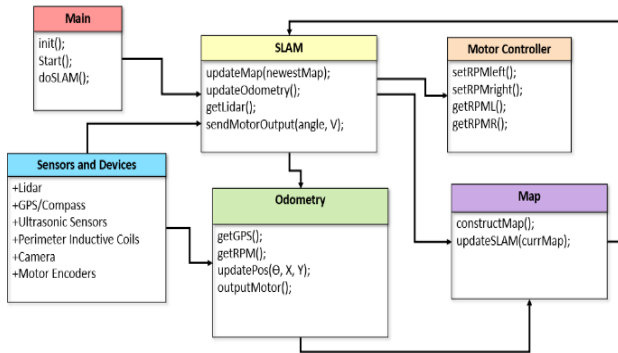 Main
init();
Start();
doSLAM();
SLAM
updateMap(newestMap);
updateOdometry();
getLidar();
sendMotorOutput(angle, V);
Motor Controller
setRPMleft();
setRPMright();
getRPML();
getRPMR();
Sensors and Devices
+Lidar
+GPS/Compass
+Ultrasonic Sensors
+Perimeter Inductive Coils
+Camera
+Motor Encoders
Odometry
getGPS();
getRPM();
updatePos(Θ, X, Y);
outputMotor();
Map
constructMap();
updateSLAM(currMap);